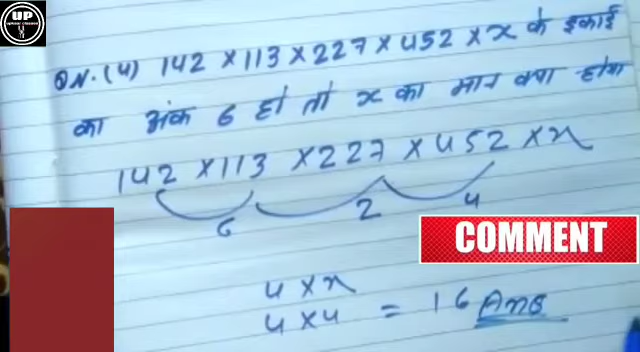 UP
QN.(4) 142 × 113 × 227 × 452 × x के इकाई
का अंक 6 हो तो x का मान क्या होगा
142 × 113 × 227 × 452 × x
6 2 4
COMMENT
4 × x
4 × 4 = 16 Ans